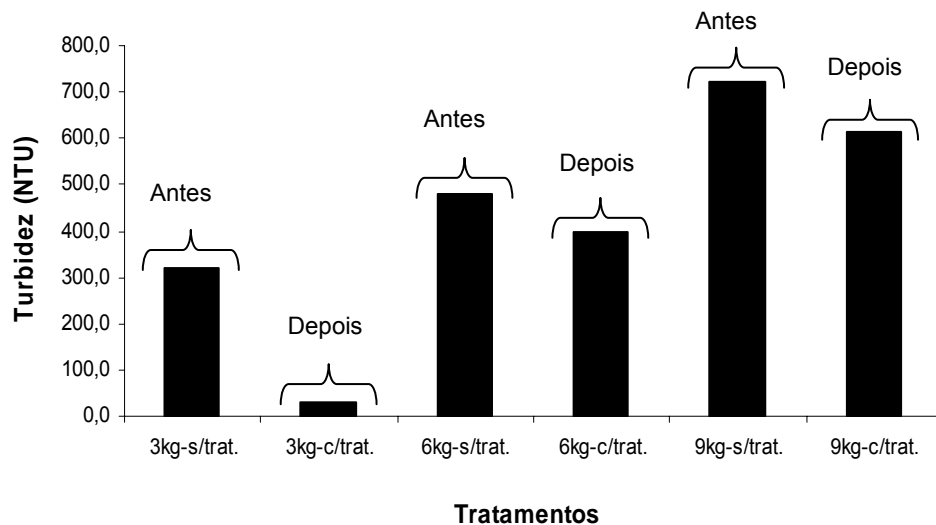 Antes
800,0
Depois
700,0
Antes
600,0
Depois
500,0
Antes
400,0
300,0
Depois
200,0
100,0
0,0
Turbidez (NTU)
3kg-s/trat. 3kg-c/trat. 6kg-s/trat. 6kg-c/trat. 9kg-s/trat. 9kg-c/trat.
Tratamentos